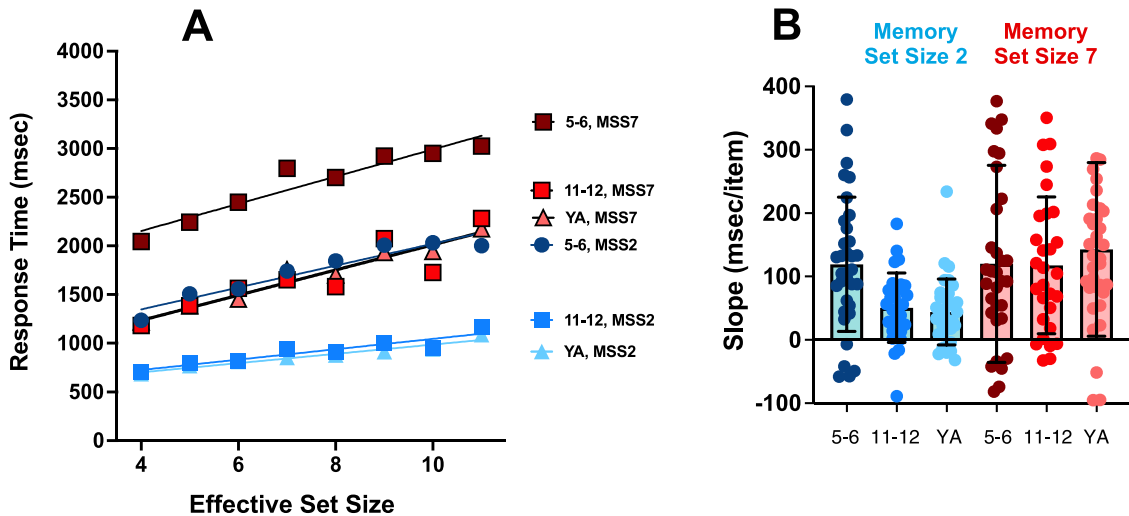 A
4000
3500
3000
2500
2000
1500
1000
500
0
4
6
8
10
Response Time (msec)
Effective Set Size
5-6, MSS7
11-12, MSS7
YA, MSS7
5-6, MSS2
11-12, MSS2
YA, MSS2
B
Memory
Set Size 2
Memory
Set Size 7
400
300
200
100
0
-100
Slope (msec/item)
5-6
11-12
YA
5-6
11-12
YA